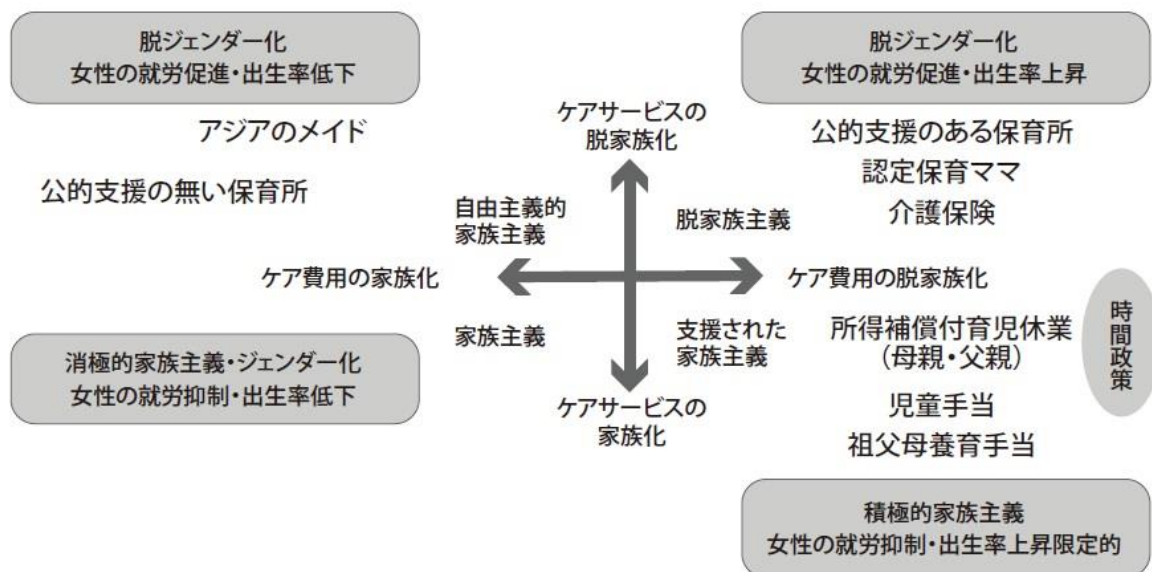 脱ジェンダー化
女性の就労促進・出生率低下
脱ジェンダー化
女性の就労促進・出生率上昇
アジアのメイド
公的支援の無い保育所
ケアサービスの
脱家族化
公的支援のある保育所
認定保育ママ
介護保険
自由主義的
家族主義
脱家族主義
ケア費用の家族化
ケア費用の脱家族化
家族主義
支援された
家族主義
所得補償付育児休業
(母親・父親)
児童手当
祖父母養育手当
時間政策
消極的家族主義・ジェンダー化
女性の就労抑制・出生率低下
ケアサービスの
家族化
積極的家族主義
女性の就労抑制・出生率上昇限定的